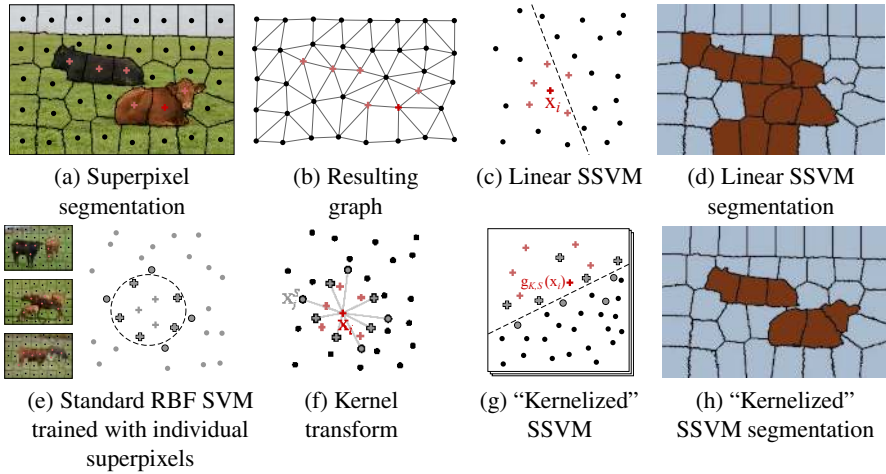 x_i
(a) Superpixel
segmentation
(b) Resulting
graph
(c) Linear SSVM
(d) Linear SSVM
segmentation
x_j^S
x_i
g_{K,S}(x_i)
(e) Standard RBF SVM
trained with individual
superpixels
(f) Kernel
transform
(g) “Kernelized”
SSVM
(h) “Kernelized”
SSVM segmentation